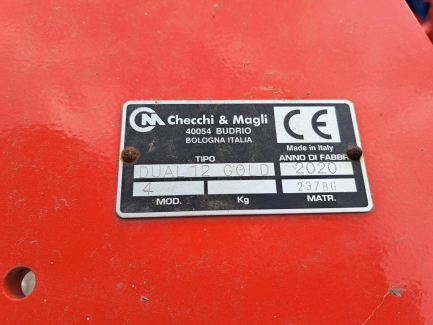 CM Checchi & Magli
40054 BUDRIO
BOLOGNA ITALIA
CE
Made in Italy
TIPO ANNO DI FABBR.
DUAL 12 GOLD 2020
4 23786
MOD. Kg MATR.